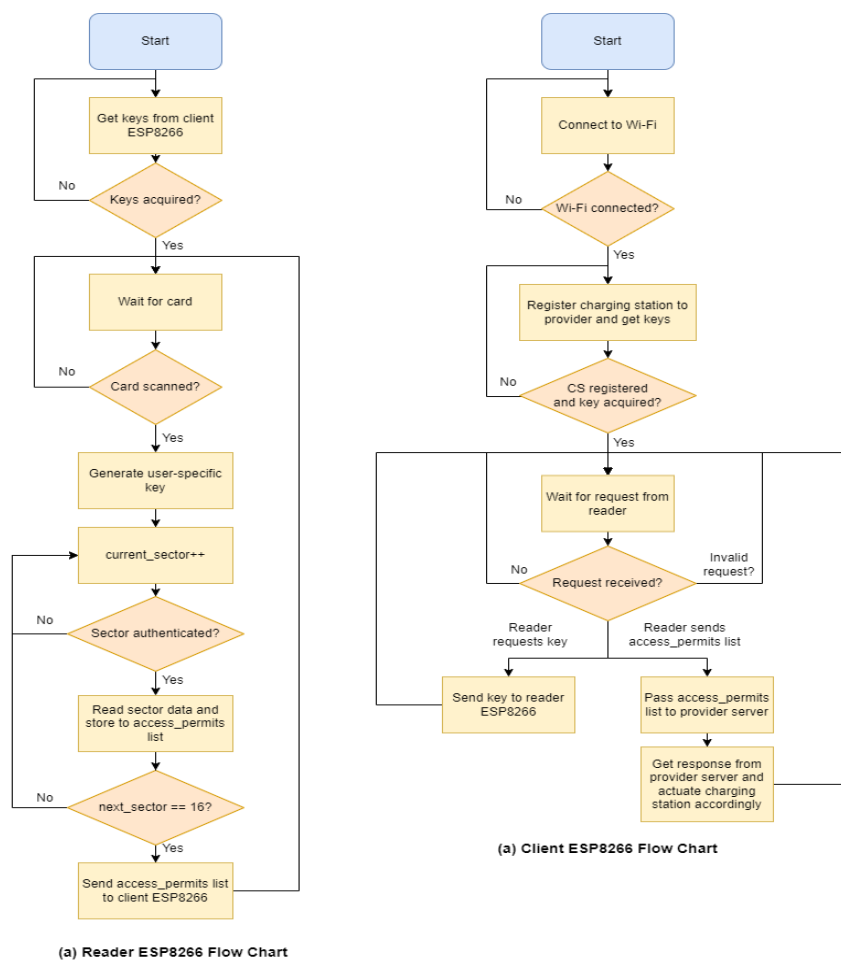 Start
Get keys from client
ESP8266
No
Keys acquired?
Yes
Wait for card
No
Card scanned?
Yes
Generate user-specific
key
current_sector++
No
Sector authenticated?
Yes
Read sector data and
store to access_permits
list
No
next_sector == 16?
Yes
Send access_permits list
to client ESP8266
(a) Reader ESP8266 Flow Chart
Start
Connect to Wi-Fi
No
Wi-Fi connected?
Yes
Register charging station to
provider and get keys
No
CS registered
and key acquired?
Yes
Wait for request from
reader
No
Request received?
Invalid
request?
Reader
requests key
Reader sends
access_permits list
Send key to reader
ESP8266
Pass access_permits
list to provider server
Get response from
provider server and
actuate charging
station accordingly
(a) Client ESP8266 Flow Chart